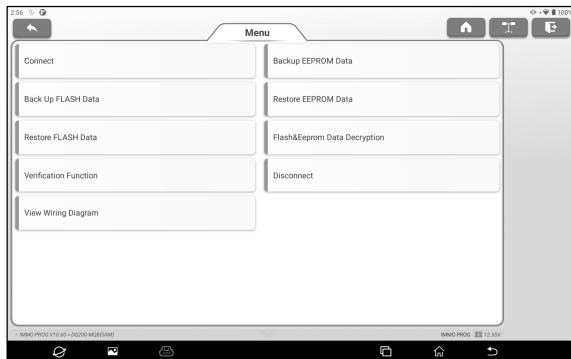 2:56
100%
Menu
Connect
Backup EEPROM Data
Back Up FLASH Data
Restore EEPROM Data
Restore FLASH Data
Flash&Eeprom Data Decryption
Verification Function
Disconnect
View Wiring Diagram
IMMO PROG V10.60 > DQ200-MQB(SAM)
IMMO PROG 12.55V